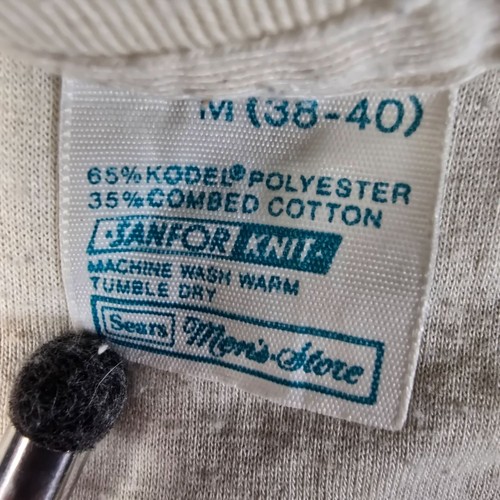 M (38-40)
65% KODEL® POLYESTER
35% COMBED COTTON
·SANFOR KNIT·
MACHINE WASH WARM
TUMBLE DRY
Sears Men's Store